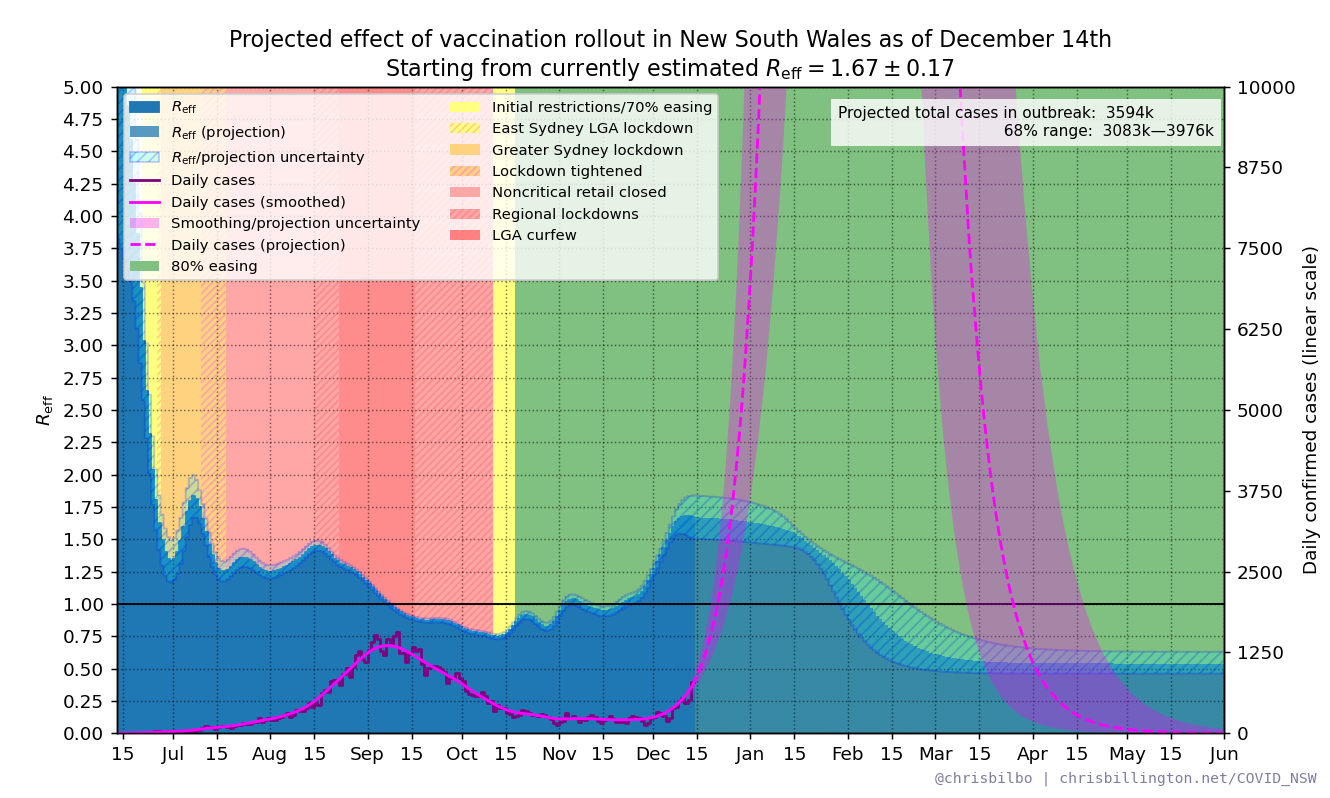 Projected effect of vaccination rollout in New South Wales as of December 14th
Starting from currently estimated R_eff = 1.67 ± 0.17
R_eff
R_eff (projection)
R_eff/projection uncertainty
Daily cases
Daily cases (smoothed)
Smoothing/projection uncertainty
Daily cases (projection)
80% easing
Initial restrictions/70% easing
East Sydney LGA lockdown
Greater Sydney lockdown
Lockdown tightened
Noncritical retail closed
Regional lockdowns
LGA curfew
Projected total cases in outbreak: 3594k
68% range: 3083k—3976k
R_eff
5.00
4.75
4.50
4.25
4.00
3.75
3.50
3.25
3.00
2.75
2.50
2.25
2.00
1.75
1.50
1.25
1.00
0.75
0.50
0.25
0.00
10000
8750
7500
6250
5000
3750
2500
1250
0
Daily confirmed cases (linear scale)
15 Jul 15 Aug 15 Sep 15 Oct 15 Nov 15 Dec 15 Jan 15 Feb 15 Mar 15 Apr 15 May 15 Jun
@chrisbilbo | chrisbillington.net/COVID_NSW